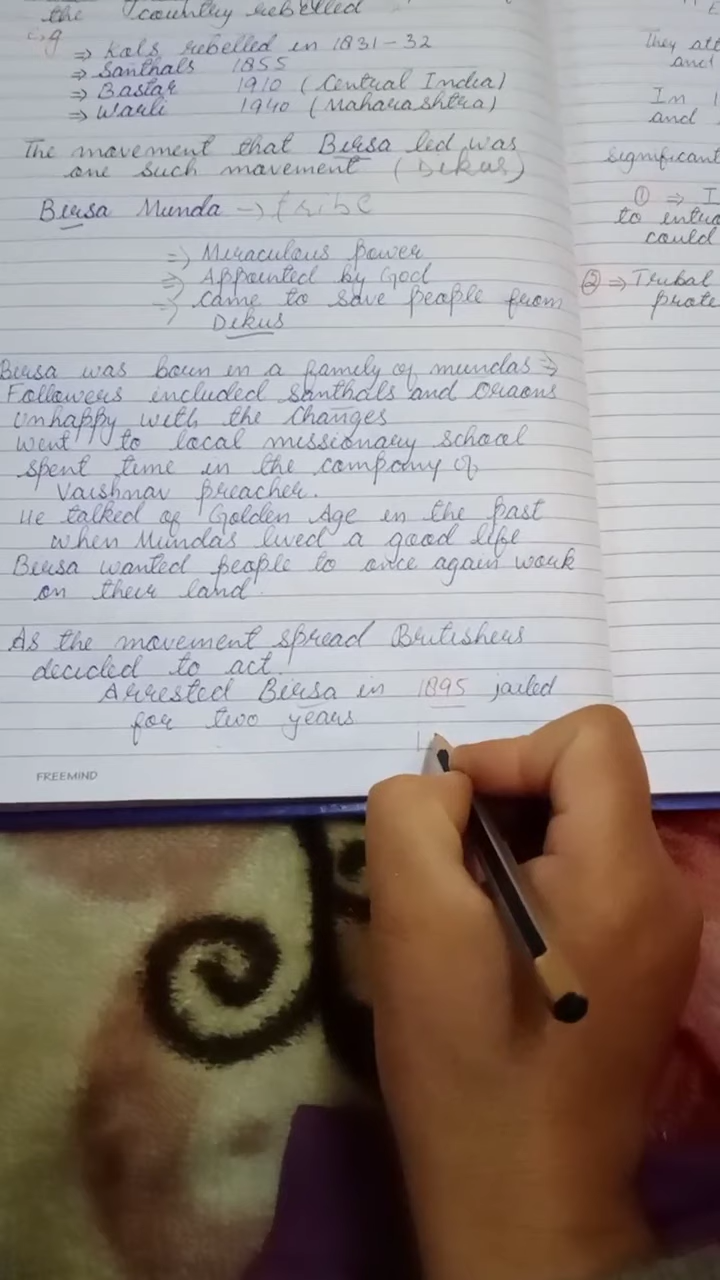 the country rebelled
e.g
⇒ Kols rebelled in 1831-32
⇒ Santhals 1855
⇒ Bastar 1910 (Central India)
⇒ Warli 1940 (Maharashtra)
The movement that Birsa led was
one such movement (Dikus)
Birsa Munda → tribe
⇒ Miraculous power
⇒ Appointed by God
⇒ came to save people from
Dikus
Birsa was born in a family of mundas ⇒
Followers included Santhals and Oraons
Unhappy with the changes
went to local missionary school
spent time in the company of
Vaishnav preacher.
He talked of Golden Age in the past
when Mundas lived a good life
Birsa wanted people to once again work
on their land.
As the movement spread Britishers
decided to act
Arrested Birsa in 1895 jailed
for two years
FREEMIND
They att
and
In 1
and
significant
① ⇒ I
to entra
could
② ⇒ Tribal
prote